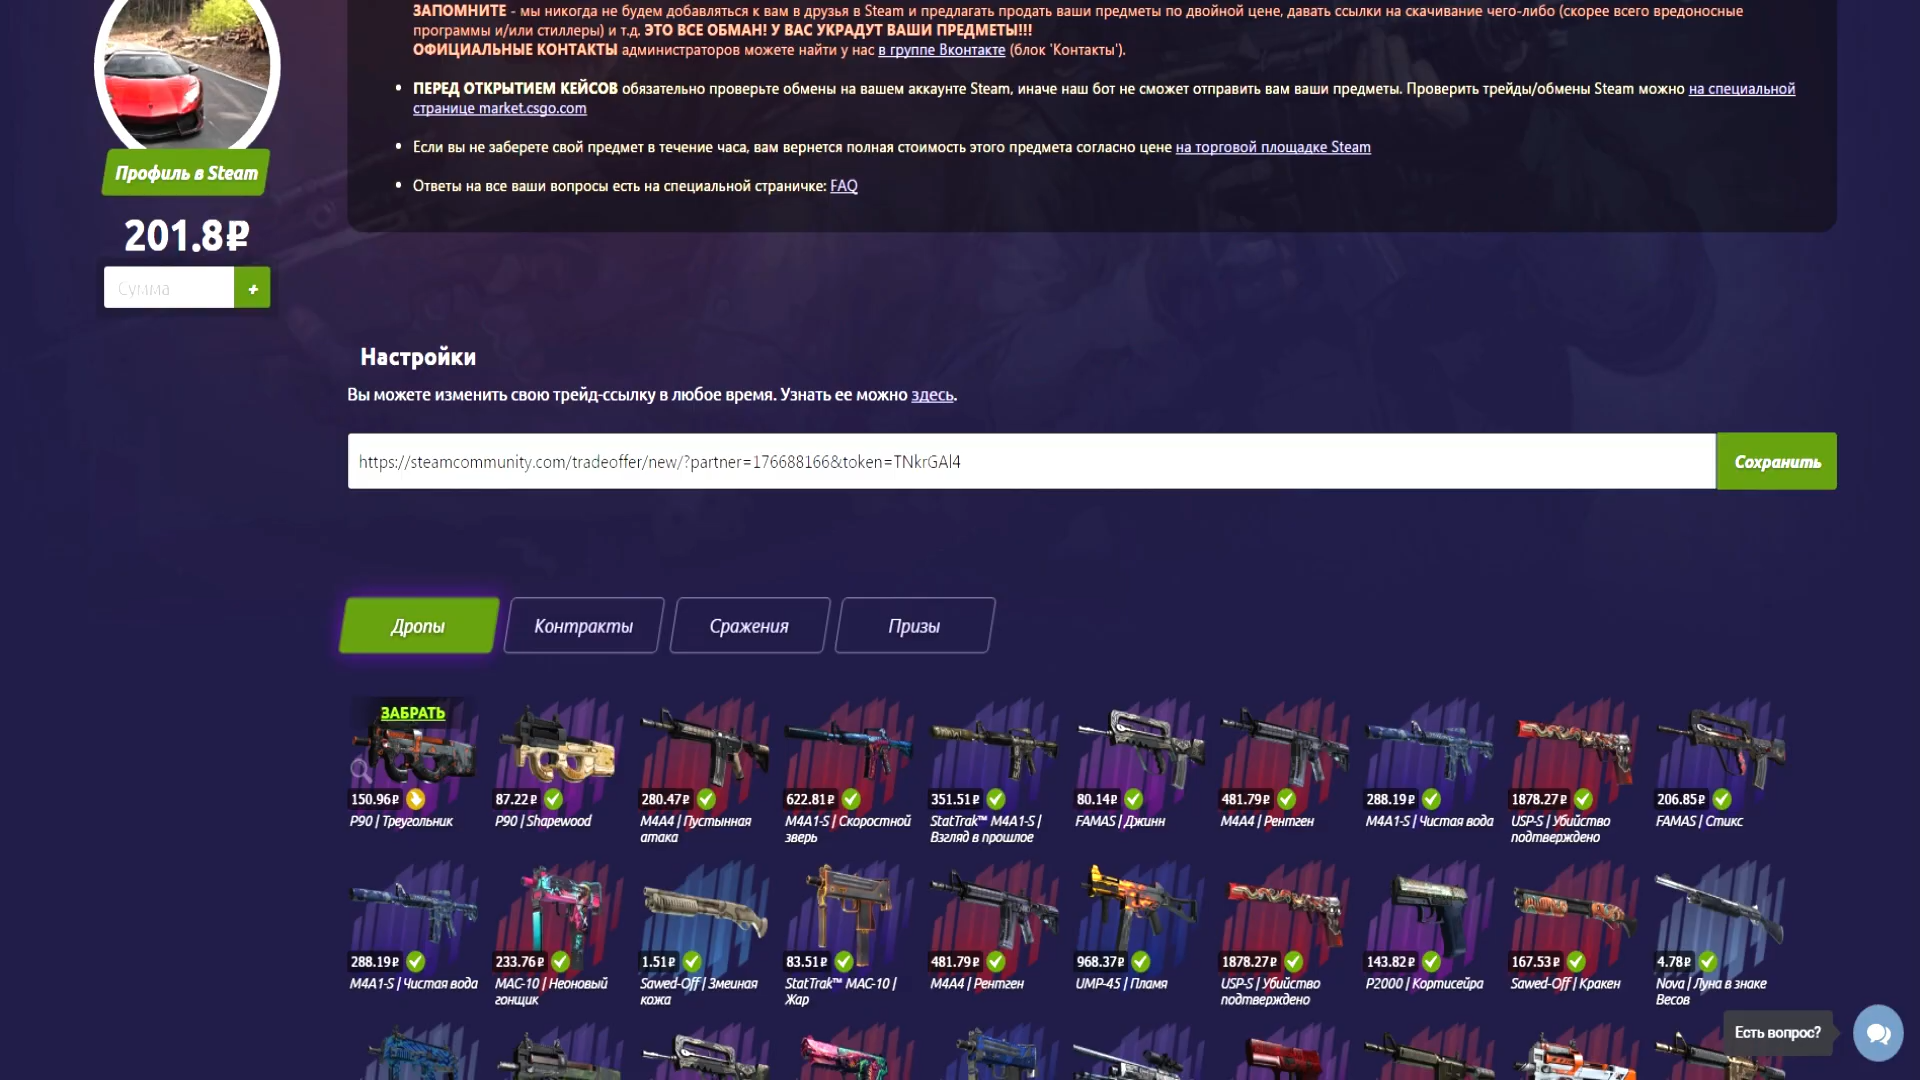 ЗАПОМНИТЕ - мы никогда не будем добавляться к вам в друзья в Steam и предлагать продать ваши предметы по двойной цене, давать ссылки на скачивание чего-либо (скорее всего вредоносные
программы и/или стиллеры) и т.д. ЭТО ВСЕ ОБМАН! У ВАС УКРАДУТ ВАШИ ПРЕДМЕТЫ!!!
ОФИЦИАЛЬНЫЕ КОНТАКТЫ администраторов можете найти у нас в группе Вконтакте (блок 'Контакты').
• ПЕРЕД ОТКРЫТИЕМ КЕЙСОВ обязательно проверьте обмены на вашем аккаунте Steam, иначе наш бот не сможет отправить вам ваши предметы. Проверить трейды/обмены Steam можно на специальной
странице market.csgo.com
• Если вы не заберете свой предмет в течение часа, вам вернется полная стоимость этого предмета согласно цене на торговой площадке Steam
• Ответы на все ваши вопросы есть на специальной страничке: FAQ
Профиль в Steam
201.8₽
Сумма +
Настройки
Вы можете изменить свою трейд-ссылку в любое время. Узнать ее можно здесь.
https://steamcommunity.com/tradeoffer/new/?partner=176688166&token=TNkrGAl4 Сохранить
Дропы Контракты Сражения Призы
ЗАБРАТЬ
150.96₽ 87.22₽ 280.47₽ 622.81₽ 351.51₽ 80.14₽ 481.79₽ 288.19₽ 1878.27₽ 206.85₽
P90 | Треугольник P90 | Shapewood M4A4 | Пустынная M4A1-S | Скоростной StatTrak™ M4A1-S | FAMAS | Джинн M4A4 | Рентген M4A1-S | Чистая вода USP-S | Убийство FAMAS | Стикс
атака зверь Взгляд в прошлое подтверждено
288.19₽ 233.76₽ 1.51₽ 83.51₽ 481.79₽ 968.37₽ 1878.27₽ 143.82₽ 167.53₽ 4.78₽
M4A1-S | Чистая вода MAC-10 | Неоновый Sawed-Off | Змеиная StatTrak™ MAC-10 | M4A4 | Рентген UMP-45 | Пламя USP-S | Убийство P2000 | Кортисейра Sawed-Off | Кракен Nova | Луна в знаке
гонщик кожа Жар подтверждено Весов
Есть вопрос?